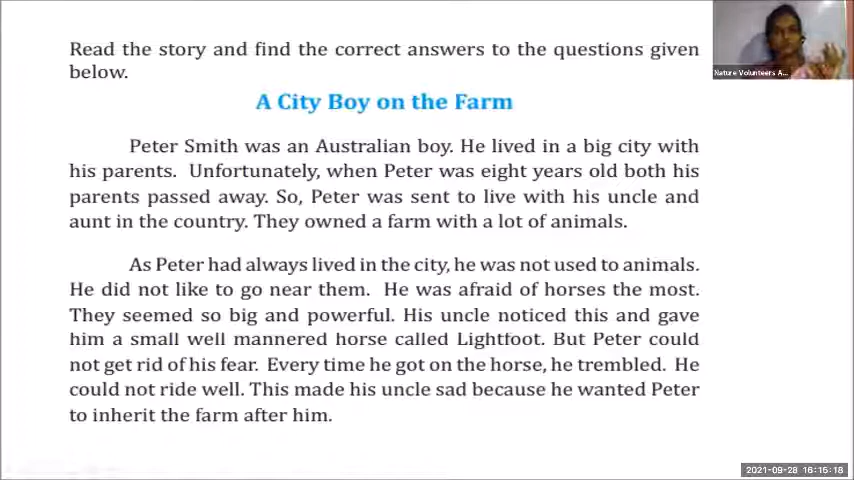 Read the story and find the correct answers to the questions given
below.
A City Boy on the Farm
Peter Smith was an Australian boy. He lived in a big city with
his parents. Unfortunately, when Peter was eight years old both his
parents passed away. So, Peter was sent to live with his uncle and
aunt in the country. They owned a farm with a lot of animals.
As Peter had always lived in the city, he was not used to animals.
He did not like to go near them. He was afraid of horses the most.
They seemed so big and powerful. His uncle noticed this and gave
him a small well mannered horse called Lightfoot. But Peter could
not get rid of his fear. Every time he got on the horse, he trembled. He
could not ride well. This made his uncle sad because he wanted Peter
to inherit the farm after him.
Nature Volunteers A...
2021-09-28 16:15:18